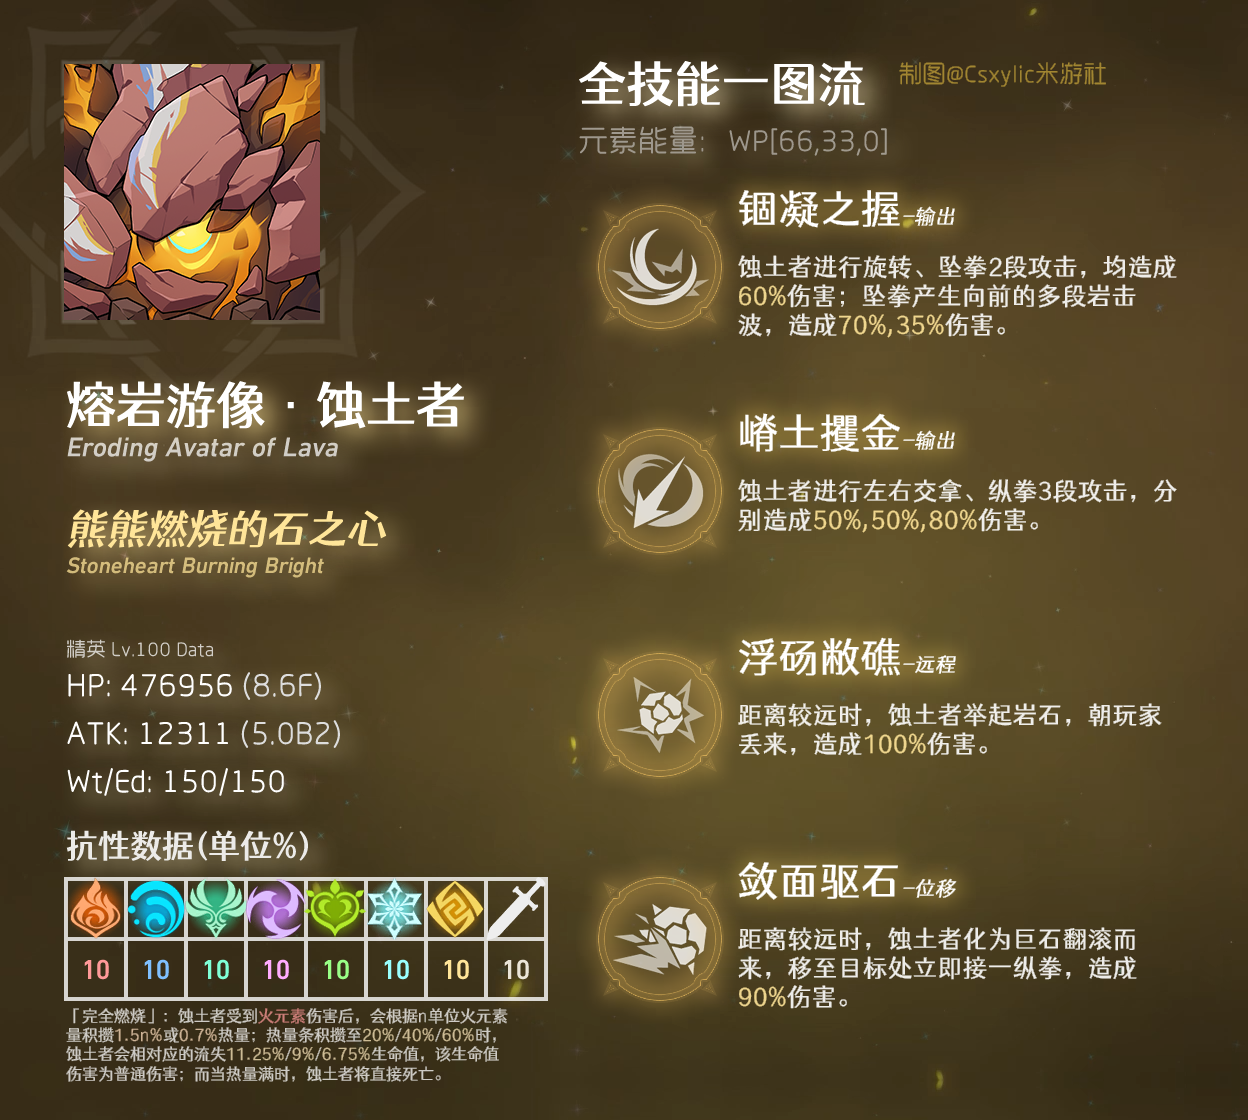 全技能一图流
制图@Csxylic米游社
元素能量： WP[66,33,0]
锢凝之握-输出
蚀土者进行旋转、坠拳2段攻击，均造成
60%伤害；坠拳产生向前的多段岩击
波，造成70%,35%伤害。
嵴土攫金-输出
蚀土者进行左右交拿、纵拳3段攻击，分
别造成50%,50%,80%伤害。
浮砀敝礁-远程
距离较远时，蚀土者举起岩石，朝玩家
丢来，造成100%伤害。
敛面驱石-位移
距离较远时，蚀土者化为巨石翻滚而
来，移至目标处立即接一纵拳，造成
90%伤害。
熔岩游像 · 蚀土者
Eroding Avatar of Lava
熊熊燃烧的石之心
Stoneheart Burning Bright
精英 Lv.100 Data
HP: 476956 (8.6F)
ATK: 12311 (5.0B2)
Wt/Ed: 150/150
抗性数据(单位%)
10 10 10 10 10 10 10 10
「完全燃烧」：蚀土者受到火元素伤害后，会根据n单位火元素
量积攒1.5n%或0.7%热量；热量条积攒至20%/40%/60%时，
蚀土者会相对应的流失11.25%/9%/6.75%生命值，该生命值
伤害为普通伤害；而当热量满时，蚀土者将直接死亡。